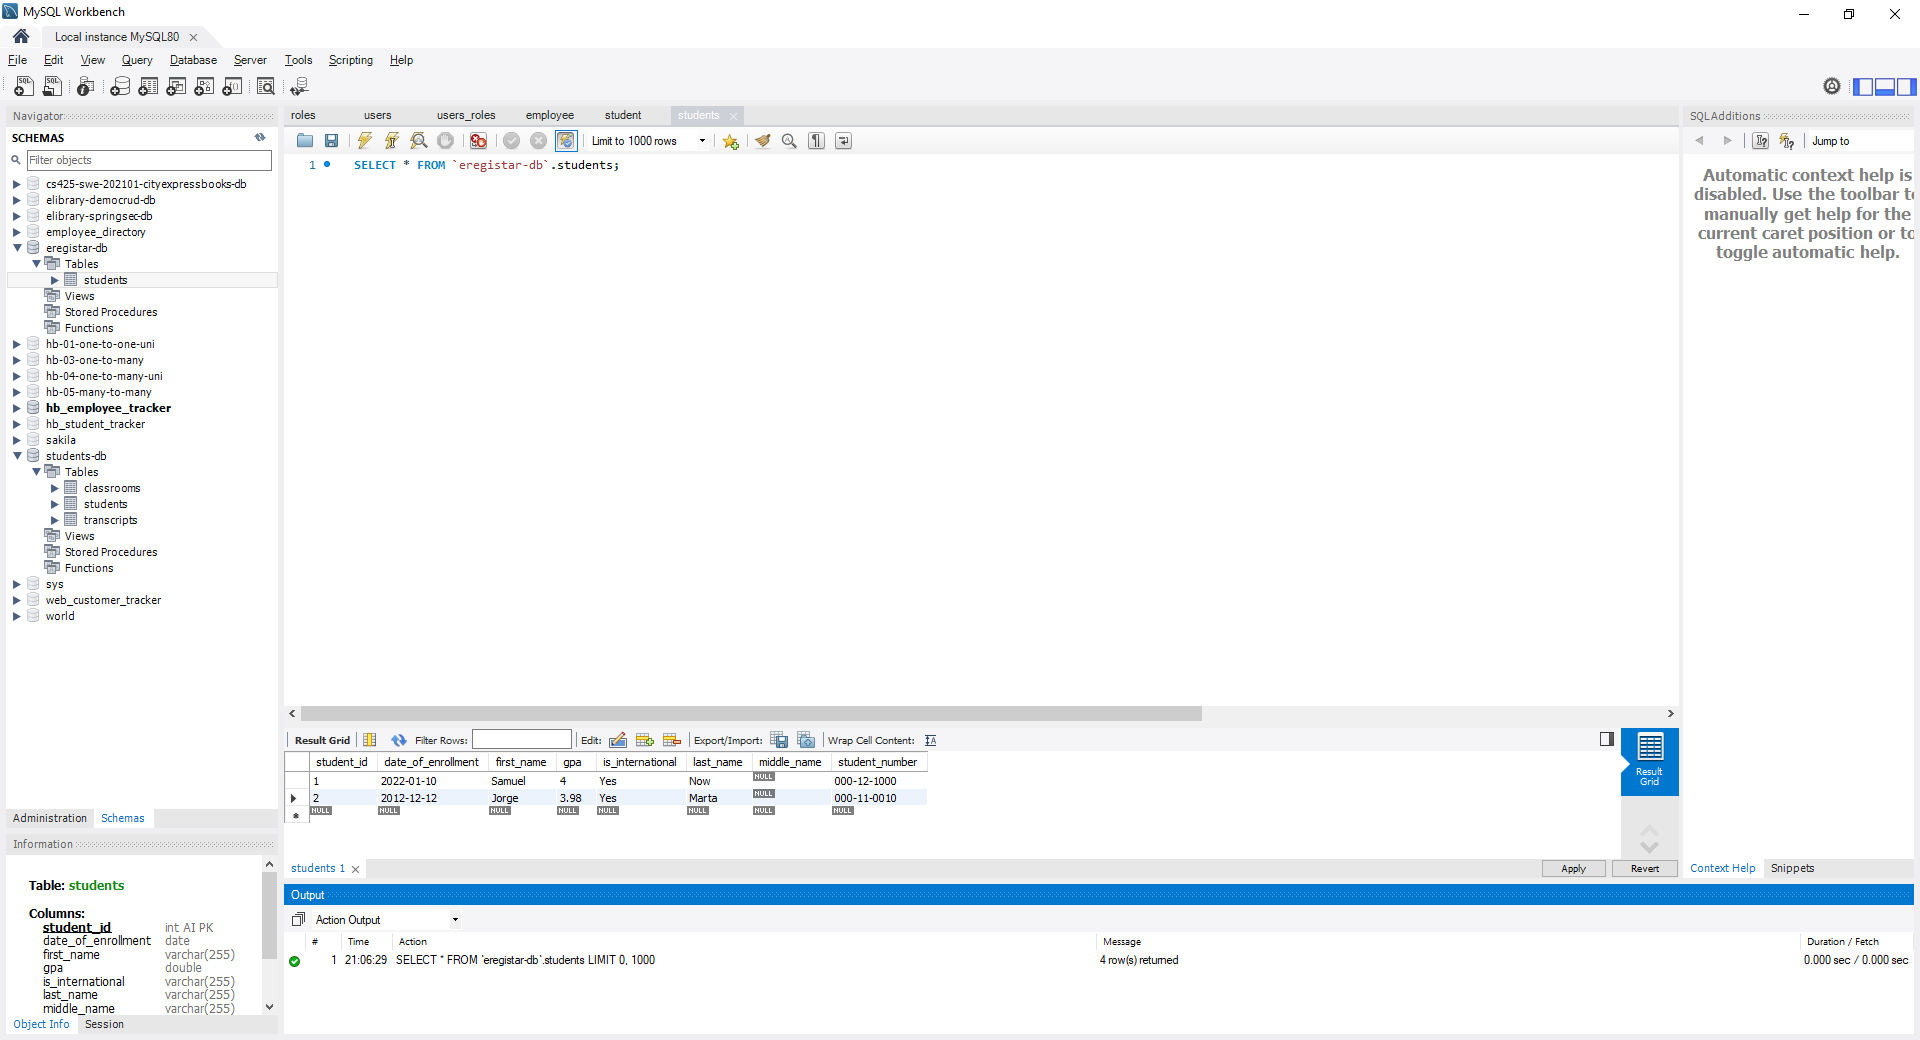 MySQL Workbench
Local instance MySQL80
File Edit View Query Database Server Tools Scripting Help
Navigator
SCHEMAS
Filter objects
cs425-swe-202101-cityexpressbooks-db
elibrary-democrud-db
elibrary-springsec-db
employee_directory
eregistar-db
Tables
students
Views
Stored Procedures
Functions
hb-01-one-to-one-uni
hb-03-one-to-many
hb-04-one-to-many-uni
hb-05-many-to-many
hb_employee_tracker
hb_student_tracker
sakila
students-db
Tables
classrooms
students
transcripts
Views
Stored Procedures
Functions
sys
web_customer_tracker
world
Administration Schemas
Information
Table: students
Columns:
student_id int AI PK
date_of_enrollment date
first_name varchar(255)
gpa double
is_international varchar(255)
last_name varchar(255)
middle_name varchar(255)
Object Info Session
roles users users_roles employee student students
Limit to 1000 rows
1 SELECT * FROM `eregistar-db`.students;
Result Grid Filter Rows: Edit: Export/Import: Wrap Cell Content:
student_id date_of_enrollment first_name gpa is_international last_name middle_name student_number
1 2022-01-10 Samuel 4 Yes Now NULL 000-12-1000
2 2012-12-12 Jorge 3.98 Yes Marta NULL 000-11-0010
NULL NULL NULL NULL NULL NULL NULL NULL
Result
Grid
students 1
Apply Revert
Output
Action Output
# Time Action Message Duration / Fetch
1 21:06:29 SELECT * FROM `eregistar-db`.students LIMIT 0, 1000 4 row(s) returned 0.000 sec / 0.000 sec
SQLAdditions
Jump to
Automatic context help is
disabled. Use the toolbar to
manually get help for the
current caret position or to
toggle automatic help.
Context Help Snippets